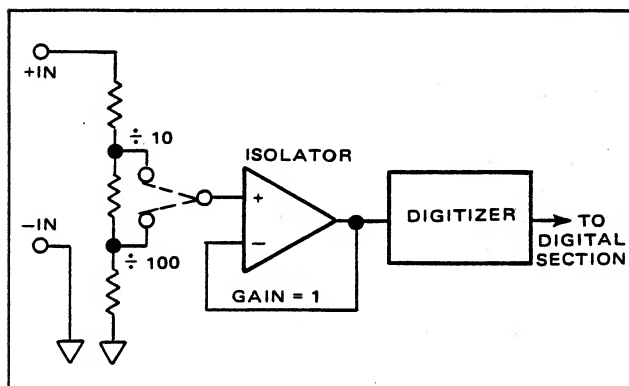 +IN
÷ 10
ISOLATOR
+
−
DIGITIZER
TO
DIGITAL
SECTION
−IN
÷ 100
GAIN = 1